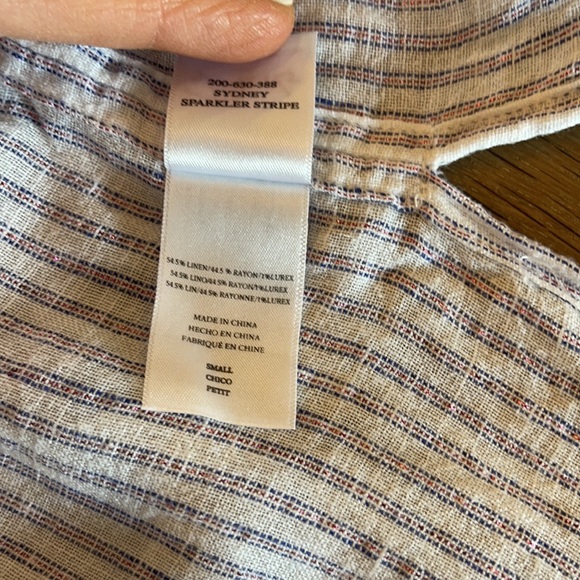 200-630-388
SYDNEY
SPARKLER STRIPE
54.5% LINEN/44.5 % RAYON/1% LUREX
54.5% LINO/44.5% RAYON/1% LUREX
54.5% LIN/44.5% RAYONNE/1% LUREX
MADE IN CHINA
HECHO EN CHINA
FABRIQUÉ EN CHINE
SMALL
CHICO
PETIT